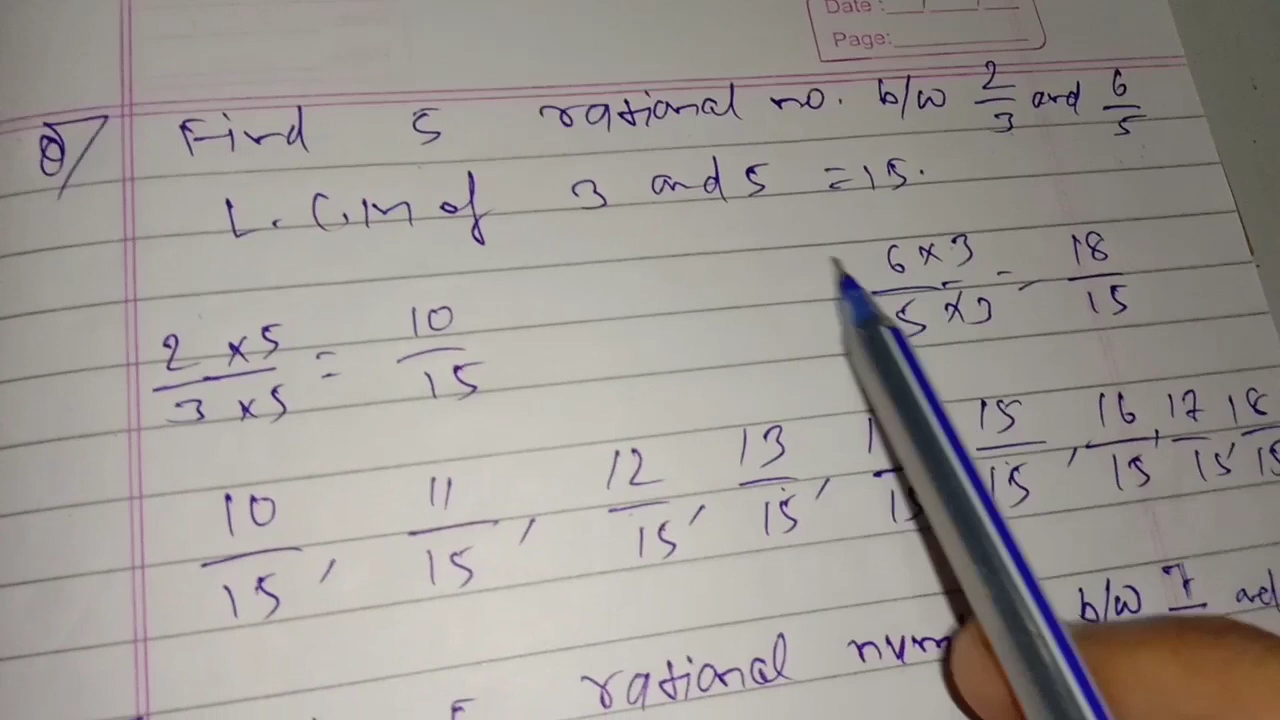 Date:
Page:
Q) Find 5 rational no. b/w 2/3 and 6/5
L.C.M of 3 and 5 = 15.
6 × 3 / 5 × 3 = 18/15
2 × 5 / 3 × 5 = 10/15
10/15, 11/15, 12/15, 13/15, 15/15, 16/15, 17/15, 18/15
5 rational b/w 7